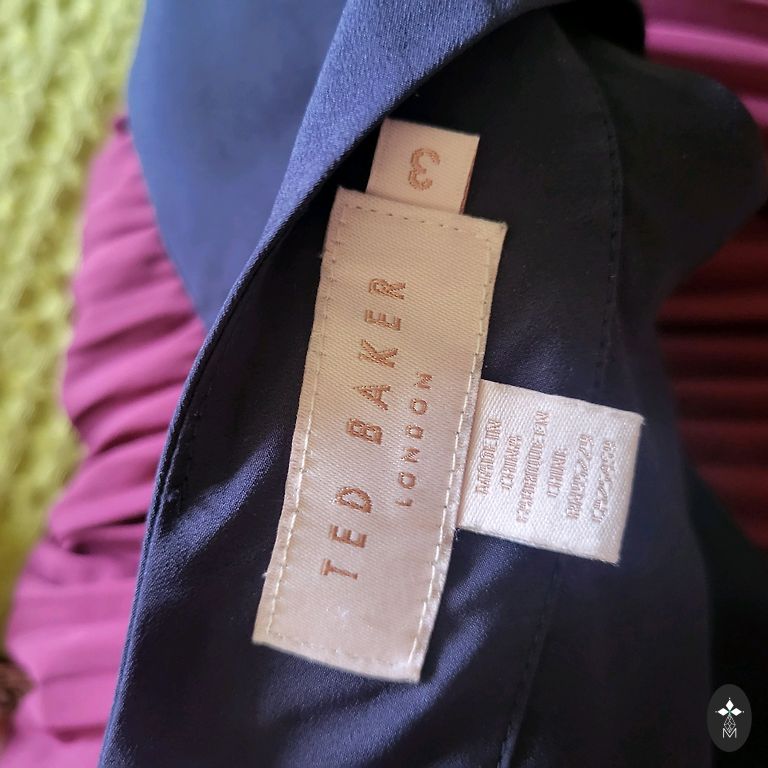 3
TED BAKER
LONDON
MADE IN
CHINA
FABRIQUÉ EN
CHINE